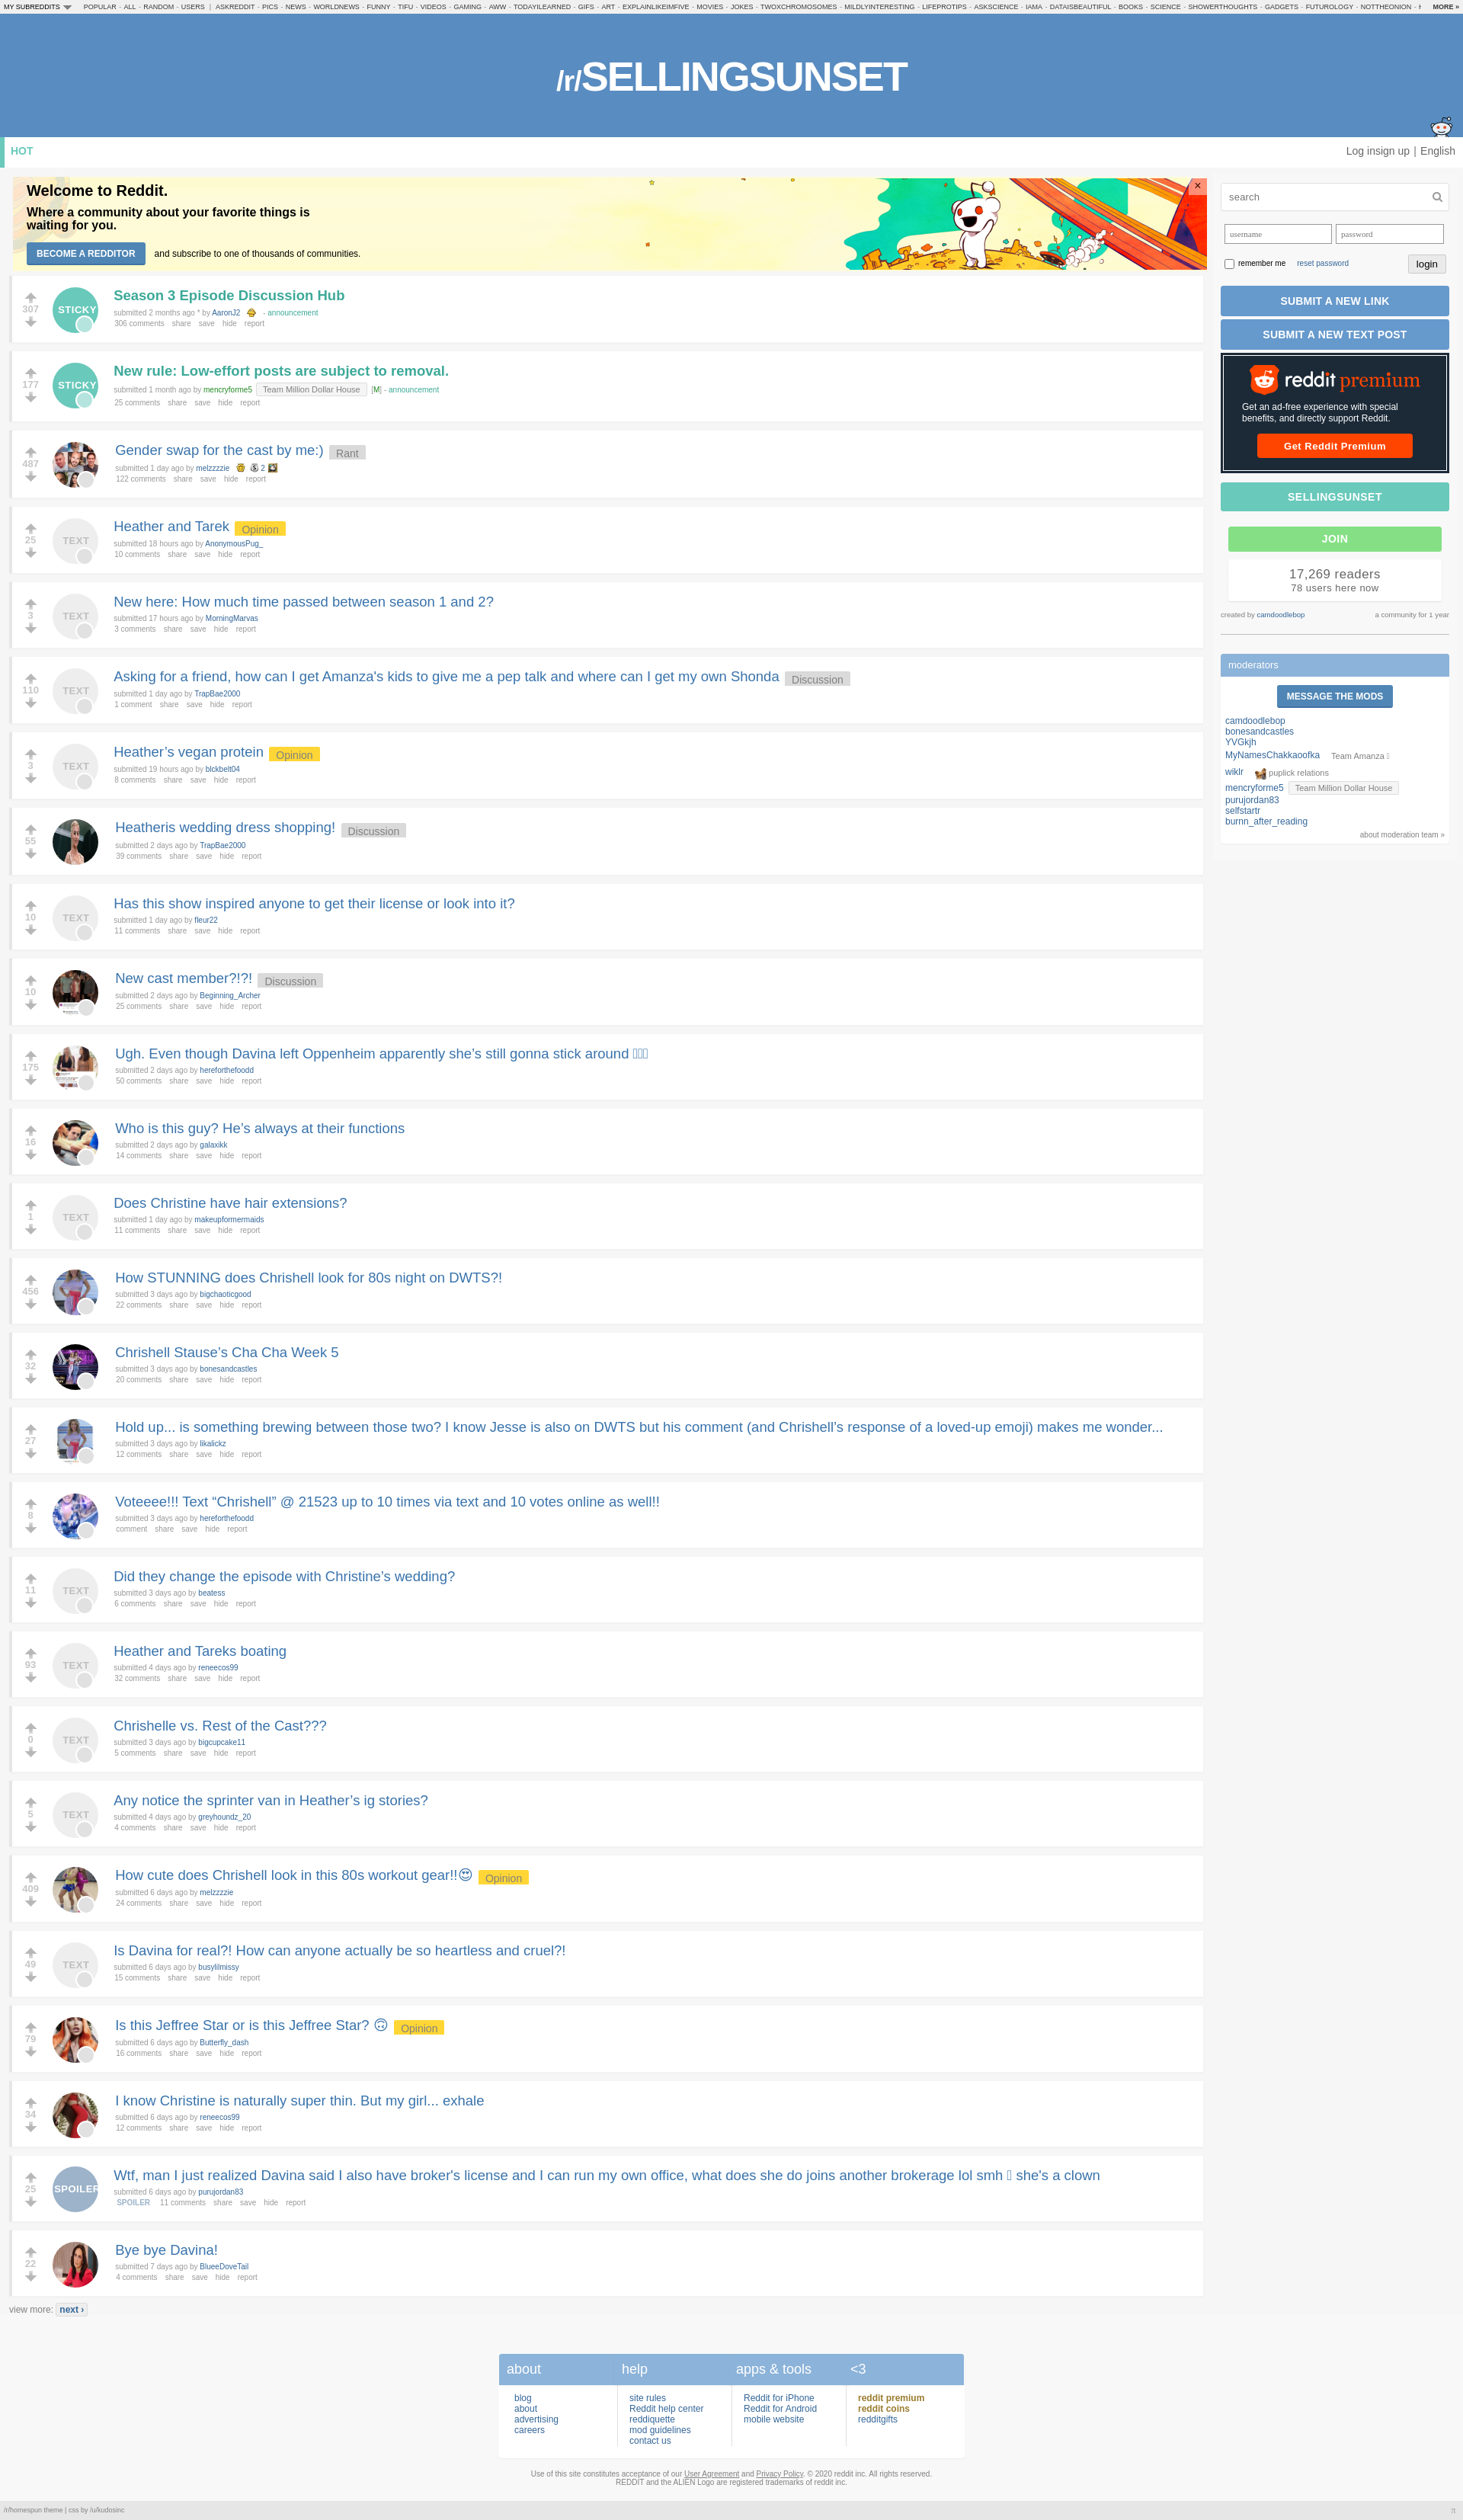 MY SUBREDDITS POPULAR - ALL - RANDOM - USERS | ASKREDDIT - PICS - NEWS - WORLDNEWS - FUNNY - TIFU - VIDEOS - GAMING - AWW - TODAYILEARNED - GIFS - ART - EXPLAINLIKEIMFIVE - MOVIES - JOKES - TWOXCHROMOSOMES - MILDLYINTERESTING - LIFEPROTIPS - ASKSCIENCE - IAMA - DATAISBEAUTIFUL - BOOKS - SCIENCE - SHOWERTHOUGHTS - GADGETS - FUTUROLOGY - NOTTHEONION - MORE »
/r/SELLINGSUNSET
HOT
Log insign up | English
Welcome to Reddit.
Where a community about your favorite things is
waiting for you.
BECOME A REDDITOR and subscribe to one of thousands of communities.
×
307
STICKY
Season 3 Episode Discussion Hub
submitted 2 months ago * by AaronJ2 - announcement
306 comments share save hide report
177
STICKY
New rule: Low-effort posts are subject to removal.
submitted 1 month ago by mencryforme5 Team Million Dollar House [M] - announcement
25 comments share save hide report
487
Gender swap for the cast by me:) Rant
submitted 1 day ago by melzzzzie 2
122 comments share save hide report
25
TEXT
Heather and Tarek Opinion
submitted 18 hours ago by AnonymousPug_
10 comments share save hide report
3
TEXT
New here: How much time passed between season 1 and 2?
submitted 17 hours ago by MorningMarvas
3 comments share save hide report
110
TEXT
Asking for a friend, how can I get Amanza's kids to give me a pep talk and where can I get my own Shonda Discussion
submitted 1 day ago by TrapBae2000
1 comment share save hide report
3
TEXT
Heather’s vegan protein Opinion
submitted 19 hours ago by blckbelt04
8 comments share save hide report
55
Heatheris wedding dress shopping! Discussion
submitted 2 days ago by TrapBae2000
39 comments share save hide report
10
TEXT
Has this show inspired anyone to get their license or look into it?
submitted 1 day ago by fleur22
11 comments share save hide report
10
New cast member?!?! Discussion
submitted 2 days ago by Beginning_Archer
25 comments share save hide report
175
Ugh. Even though Davina left Oppenheim apparently she’s still gonna stick around
submitted 2 days ago by hereforthefoodd
50 comments share save hide report
16
Who is this guy? He’s always at their functions
submitted 2 days ago by galaxikk
14 comments share save hide report
1
TEXT
Does Christine have hair extensions?
submitted 1 day ago by makeupformermaids
11 comments share save hide report
456
How STUNNING does Chrishell look for 80s night on DWTS?!
submitted 3 days ago by bigchaoticgood
22 comments share save hide report
32
Chrishell Stause’s Cha Cha Week 5
submitted 3 days ago by bonesandcastles
20 comments share save hide report
27
Hold up... is something brewing between those two? I know Jesse is also on DWTS but his comment (and Chrishell’s response of a loved-up emoji) makes me wonder...
submitted 3 days ago by likalickz
12 comments share save hide report
8
Voteeee!!! Text “Chrishell” @ 21523 up to 10 times via text and 10 votes online as well!!
submitted 3 days ago by hereforthefoodd
comment share save hide report
11
TEXT
Did they change the episode with Christine’s wedding?
submitted 3 days ago by beatess
6 comments share save hide report
93
TEXT
Heather and Tareks boating
submitted 4 days ago by reneecos99
32 comments share save hide report
0
TEXT
Chrishelle vs. Rest of the Cast???
submitted 3 days ago by bigcupcake11
5 comments share save hide report
5
TEXT
Any notice the sprinter van in Heather’s ig stories?
submitted 4 days ago by greyhoundz_20
4 comments share save hide report
409
How cute does Chrishell look in this 80s workout gear!!😍 Opinion
submitted 6 days ago by melzzzzie
24 comments share save hide report
49
TEXT
Is Davina for real?! How can anyone actually be so heartless and cruel?!
submitted 6 days ago by busylilmissy
15 comments share save hide report
79
Is this Jeffree Star or is this Jeffree Star? 🙃 Opinion
submitted 6 days ago by Butterfly_dash
16 comments share save hide report
34
I know Christine is naturally super thin. But my girl... exhale
submitted 6 days ago by reneecos99
12 comments share save hide report
25
SPOILER
Wtf, man I just realized Davina said I also have broker's license and I can run my own office, what does she do joins another brokerage lol smh she's a clown
submitted 6 days ago by purujordan83
SPOILER 11 comments share save hide report
22
Bye bye Davina!
submitted 7 days ago by BlueeDoveTail
4 comments share save hide report
view more: next ›
search
username password
remember me reset password login
SUBMIT A NEW LINK
SUBMIT A NEW TEXT POST
reddit premium
Get an ad-free experience with special
benefits, and directly support Reddit.
Get Reddit Premium
SELLINGSUNSET
JOIN
17,269 readers
78 users here now
created by camdoodlebop a community for 1 year
moderators
MESSAGE THE MODS
camdoodlebop
bonesandcastles
YVGkjh
MyNamesChakkaoofka Team Amanza
wiklr puplick relations
mencryforme5 Team Million Dollar House
purujordan83
selfstartr
burnn_after_reading
about moderation team »
about help apps & tools <3
blog
about
advertising
careers
site rules
Reddit help center
reddiquette
mod guidelines
contact us
Reddit for iPhone
Reddit for Android
mobile website
reddit premium
reddit coins
redditgifts
Use of this site constitutes acceptance of our User Agreement and Privacy Policy. © 2020 reddit inc. All rights reserved.
REDDIT and the ALIEN Logo are registered trademarks of reddit inc.
/r/homespun theme | css by /u/kudosinc
π